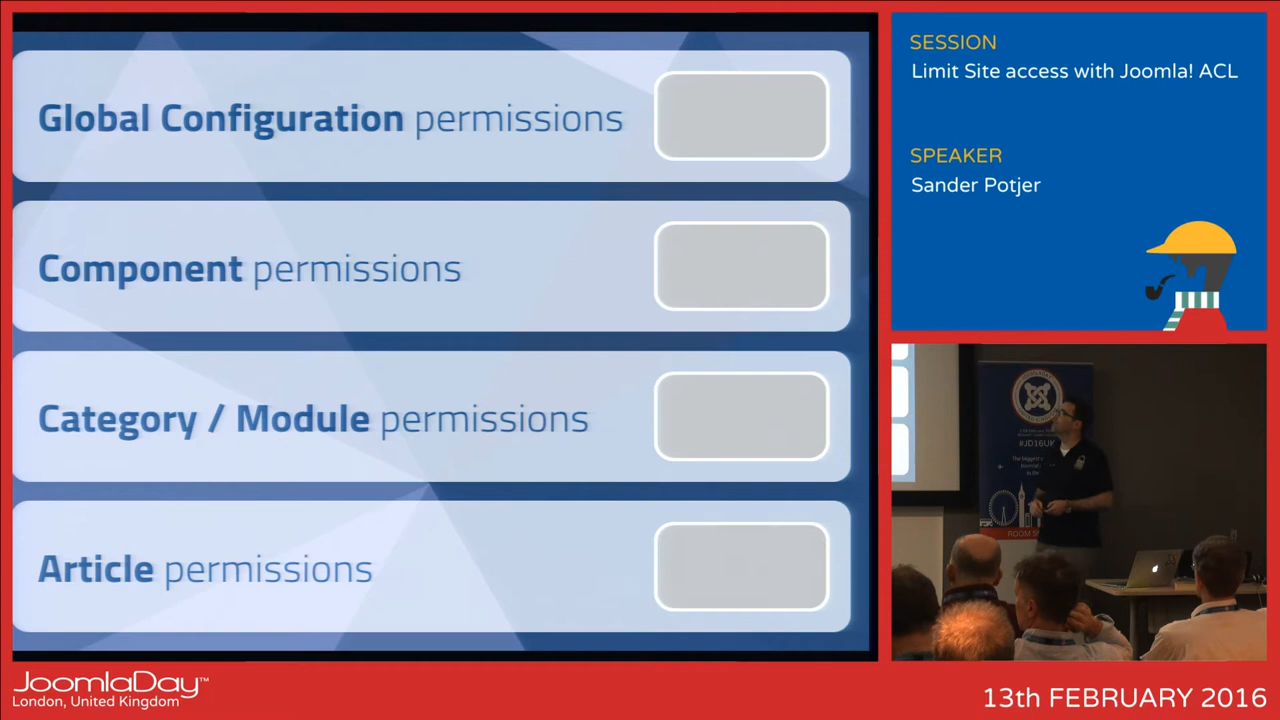 Global Configuration permissions
Component permissions
Category / Module permissions
Article permissions
SESSION
Limit Site access with Joomla! ACL
SPEAKER
Sander Potjer
#JD16UK
JoomlaDay™
London, United Kingdom
13th FEBRUARY 2016